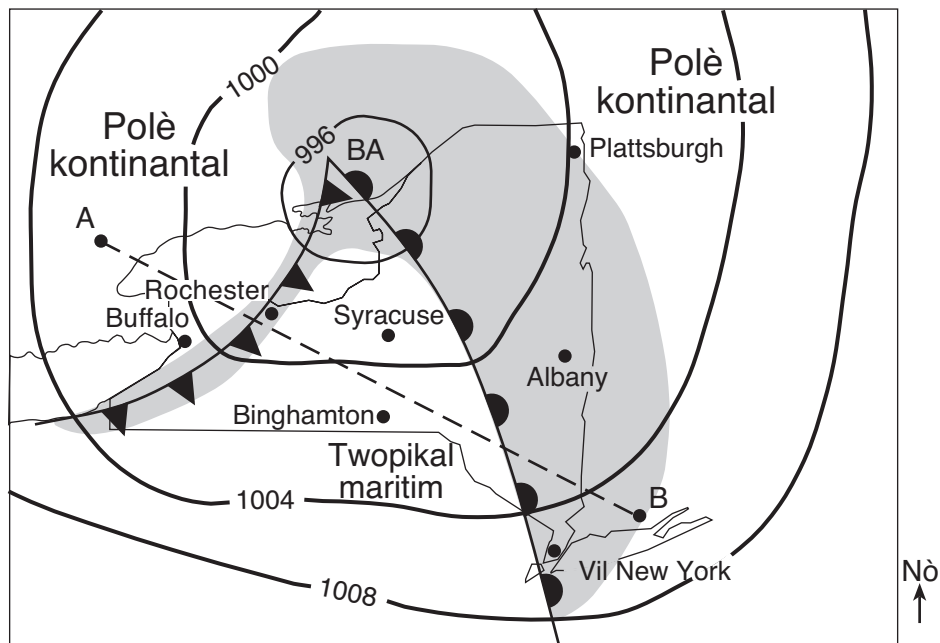 1000
Polè
kontinantal
Polè
kontinantal
996
BA
Plattsburgh
A
Rochester
Buffalo
Syracuse
Albany
Binghamton
Twopikal
maritim
1004
B
Vil New York
1008
Nò